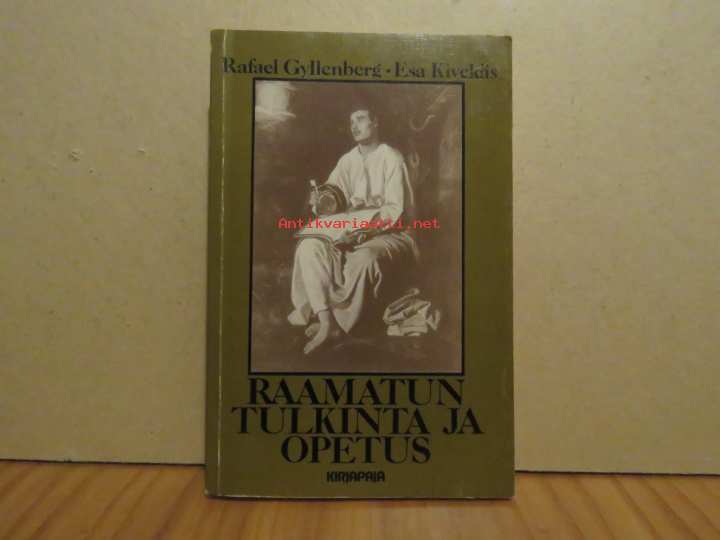 Rafael Gyllenberg • Esa Kivekäs
Antikvariaatti.net
RAAMATUN
TULKINTA JA
OPETUS
KIRJAPAJA